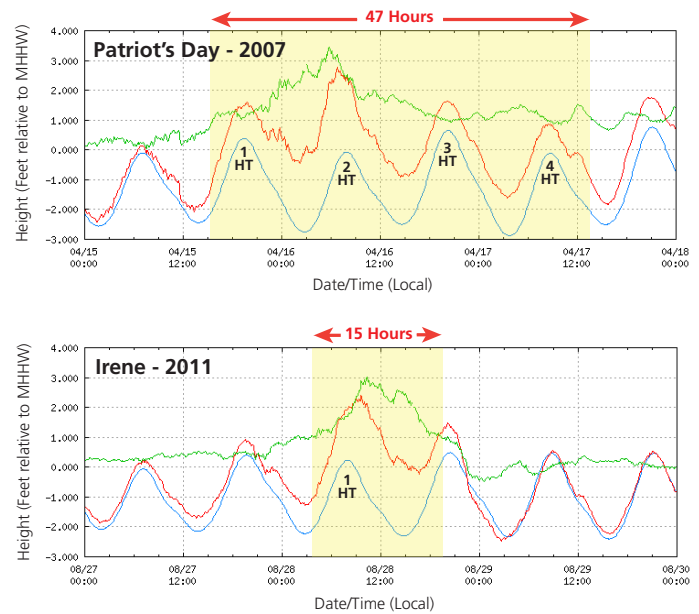 47 Hours
Patriot's Day - 2007
Height (Feet relative to MHHW)
4.000
3.000
2.000
1.000
0.000
-1.000
-2.000
-3.000
1
HT
2
HT
3
HT
4
HT
04/15 04/15 04/16 04/16 04/17 04/17 04/18
00:00 12:00 00:00 12:00 00:00 12:00 00:00
Date/Time (Local)
15 Hours
Irene - 2011
Height (Feet relative to MHHW)
4.000
3.000
2.000
1.000
0.000
-1.000
-2.000
-3.000
1
HT
08/27 08/27 08/28 08/28 08/29 08/29 08/30
00:00 12:00 00:00 12:00 00:00 12:00 00:00
Date/Time (Local)